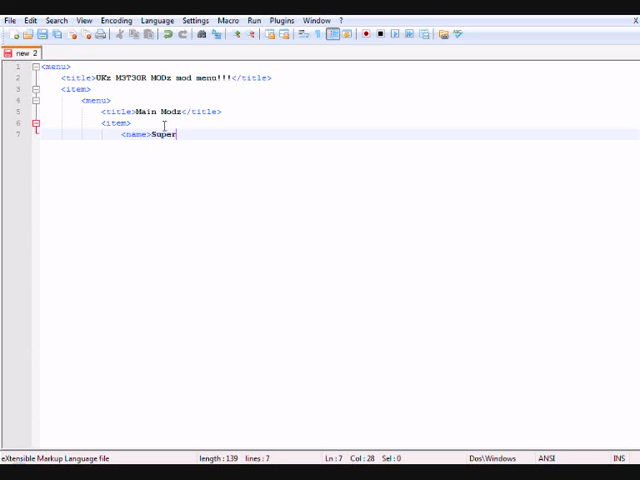 File Edit Search View Encoding Language Settings Macro Run Plugins Window ?
new 2
1 <menu>
2 <title>UKz M3T30R MODz mod menu!!!</title>
3 <item>
4 <menu>
5 <title>Main Modz</title>
6 <item>
7 <name>Super
eXtensible Markup Language file length : 139 lines : 7 Ln : 7 Col : 28 Sel : 0 Dos\Windows ANSI INS